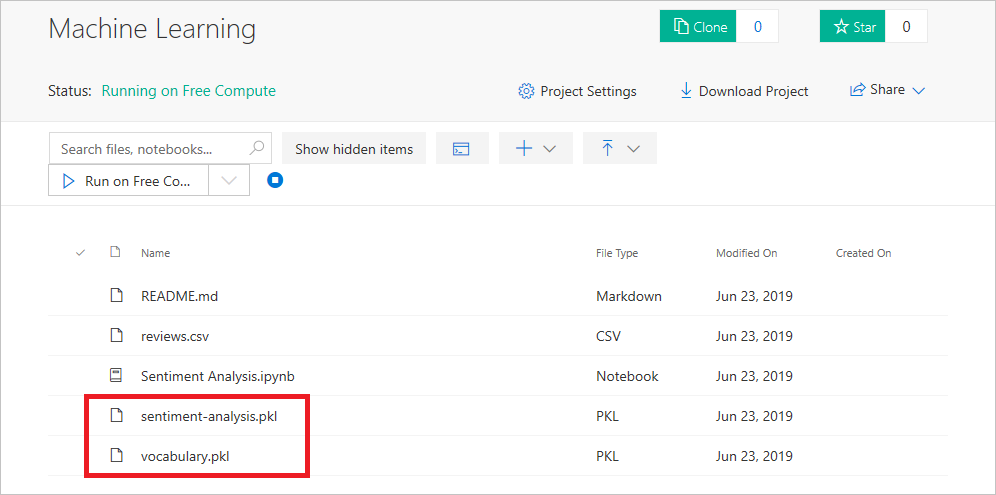 Machine Learning
Clone 0
Star 0
Status: Running on Free Compute
Project Settings
Download Project
Share
Search files, notebooks...
Show hidden items
Run on Free Co...
Name File Type Modified On Created On
README.md Markdown Jun 23, 2019
reviews.csv CSV Jun 23, 2019
Sentiment Analysis.ipynb Notebook Jun 23, 2019
sentiment-analysis.pkl PKL Jun 23, 2019
vocabulary.pkl PKL Jun 23, 2019